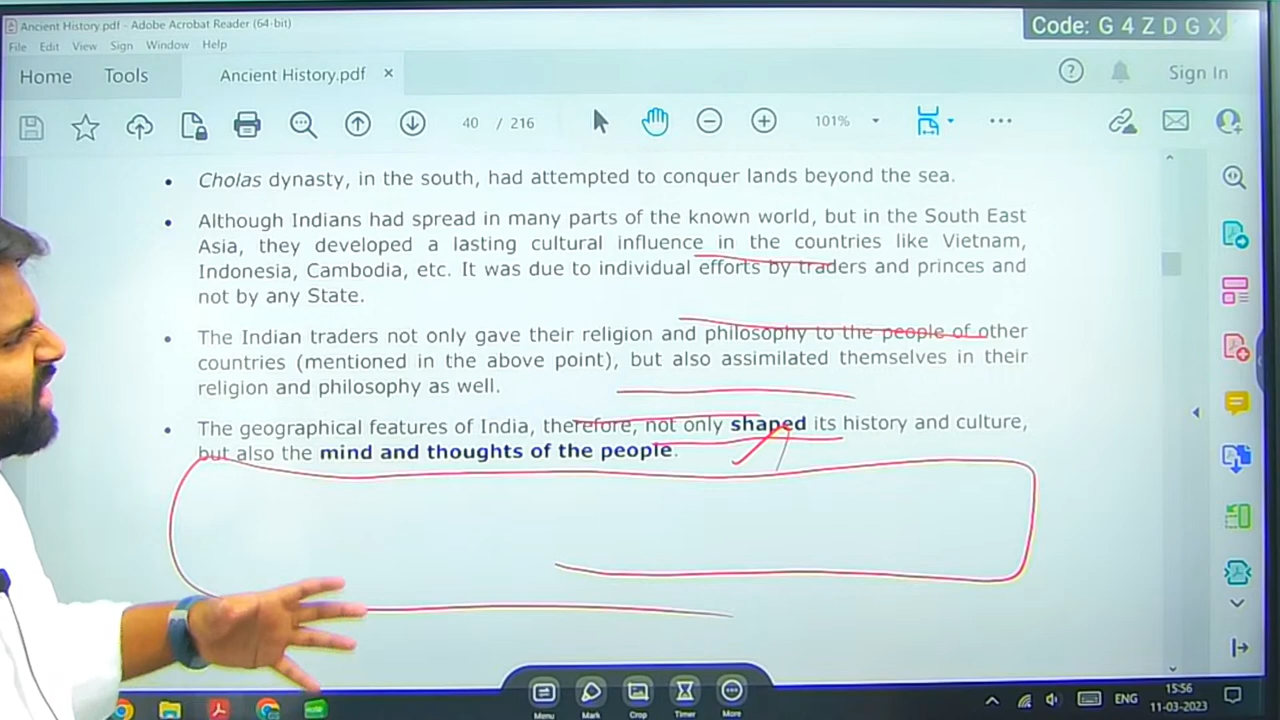 Ancient History.pdf - Adobe Acrobat Reader (64-bit)
Code: G 4 Z D G X
File Edit View Sign Window Help
Home Tools Ancient History.pdf × Sign In
40 / 216 101%
• Cholas dynasty, in the south, had attempted to conquer lands beyond the sea.
• Although Indians had spread in many parts of the known world, but in the South East
Asia, they developed a lasting cultural influence in the countries like Vietnam,
Indonesia, Cambodia, etc. It was due to individual efforts by traders and princes and
not by any State.
• The Indian traders not only gave their religion and philosophy to the people of other
countries (mentioned in the above point), but also assimilated themselves in their
religion and philosophy as well.
• The geographical features of India, therefore, not only shaped its history and culture,
but also the mind and thoughts of the people.
Menu Mark Crop Timer More
ENG
15:56
11-03-2023